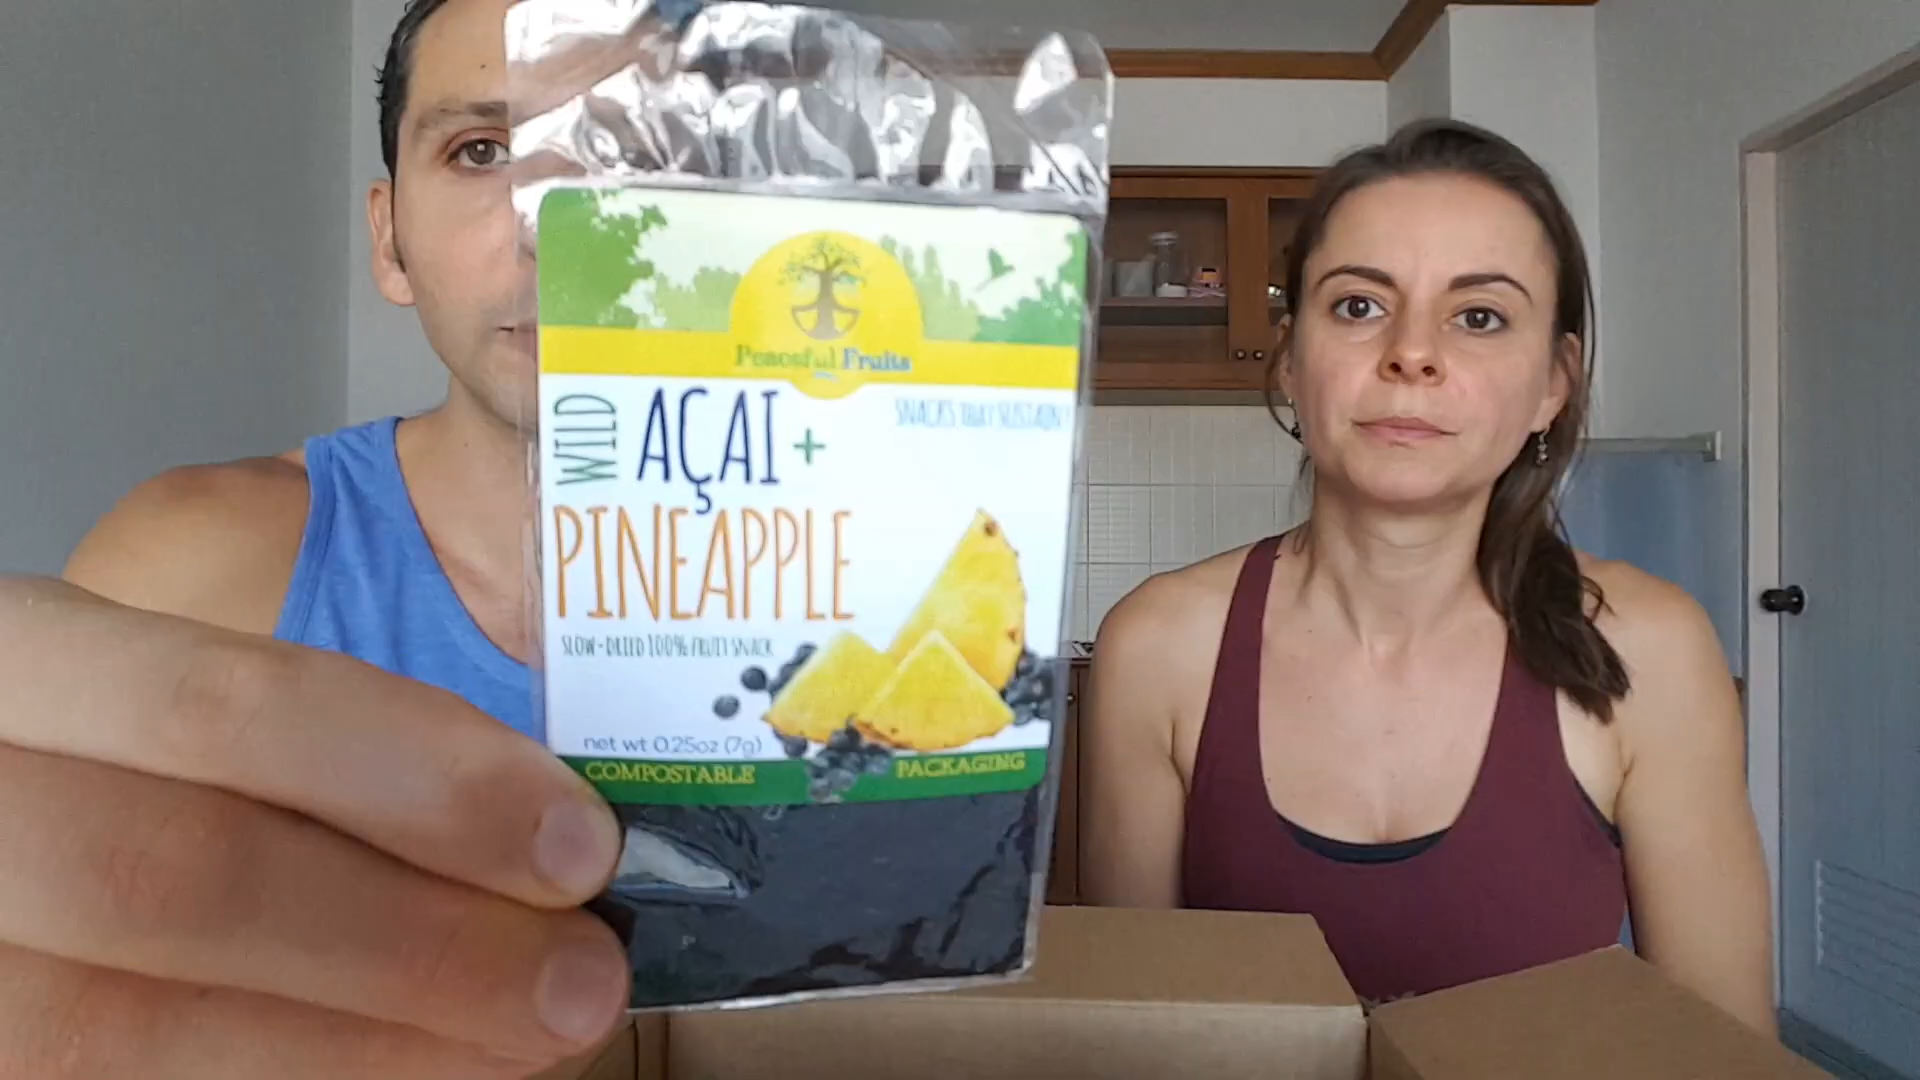 Peaceful Fruits
WILD AÇAI +
SNACKS THAT SUSTAIN!
PINEAPPLE
SLOW-DRIED 100% FRUIT SNACK
net wt 0.25oz (7g)
COMPOSTABLE PACKAGING